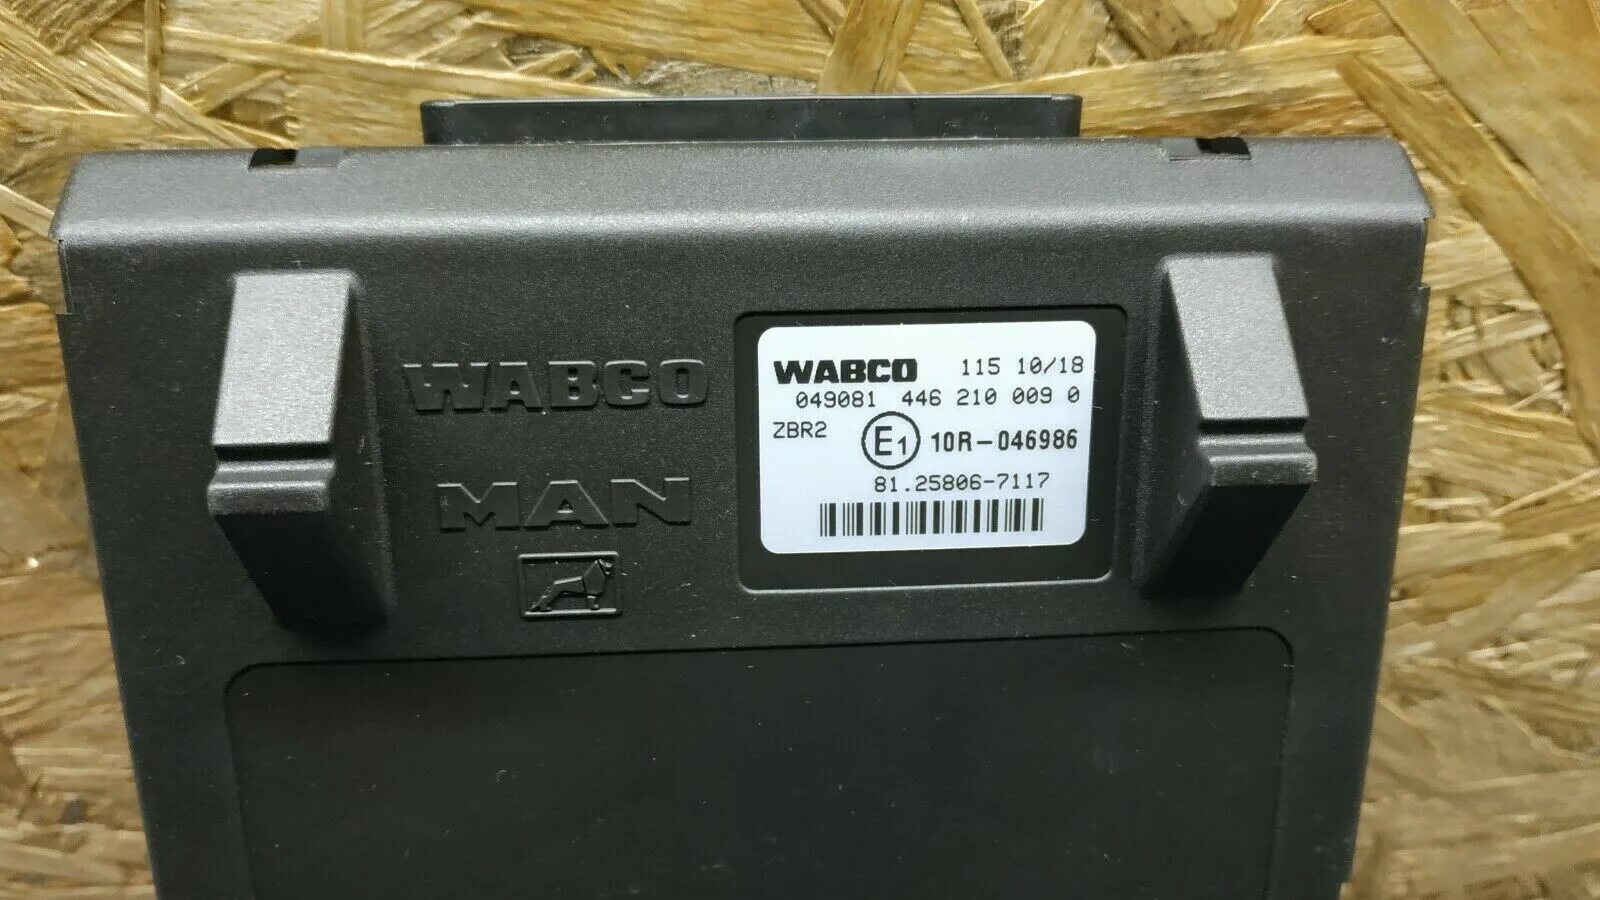 WABCO
MAN
WABCO 115 10/18
049081 446 210 009 0
ZBR2 E1 10R-046986
81.25806-7117